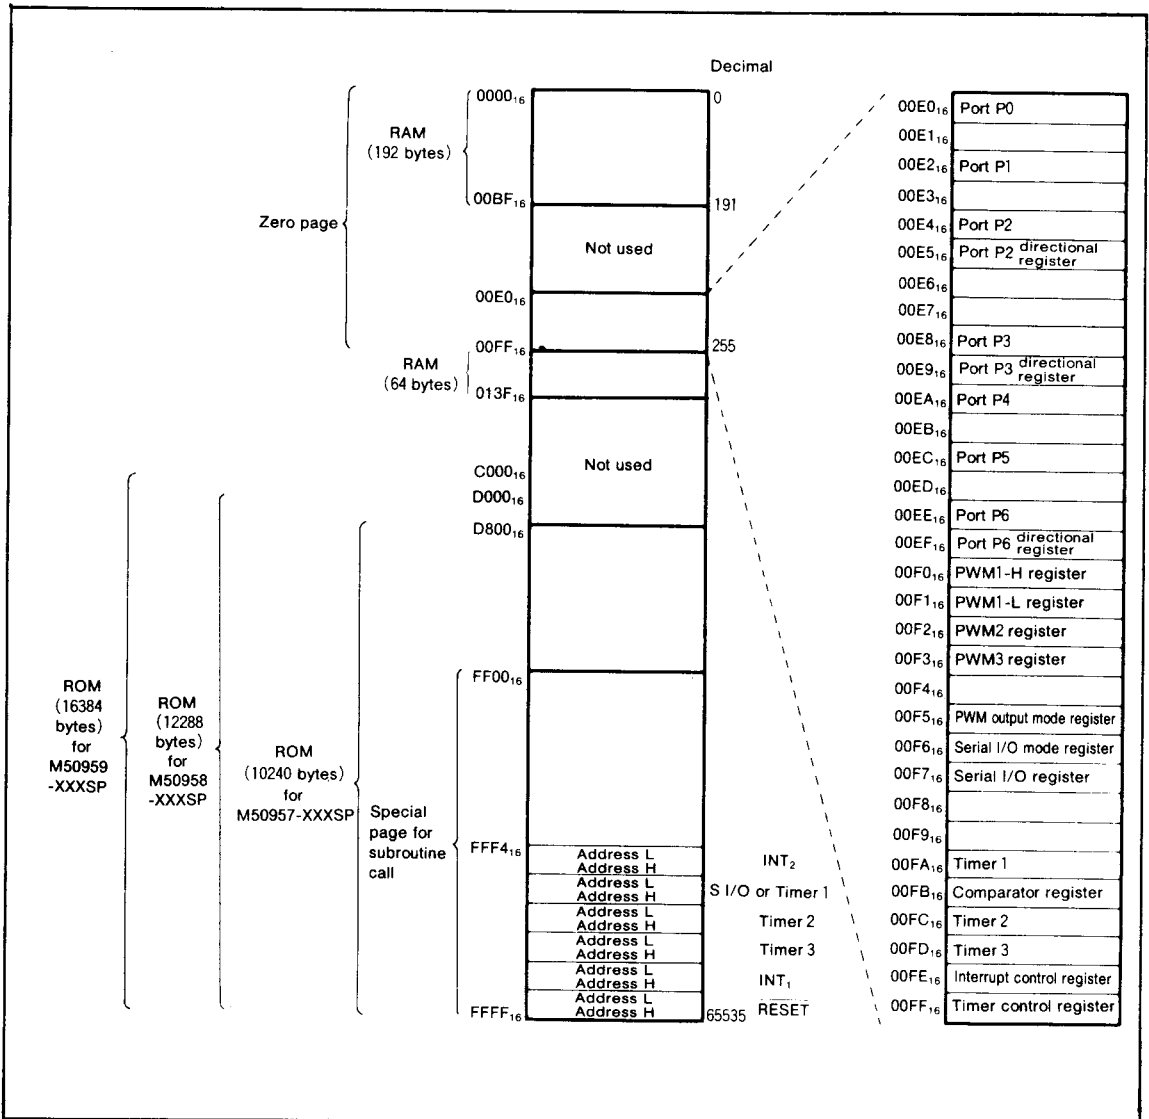 Decimal
0000₁₆
0
RAM
(192 bytes)
00BF₁₆
191
Zero page
Not used
00E0₁₆
00FF₁₆
255
RAM
(64 bytes)
013F₁₆
C000₁₆
Not used
D000₁₆
D800₁₆
FF00₁₆
ROM
(16384
bytes)
for
M50959
-XXXSP
ROM
(12288
bytes)
for
M50958
-XXXSP
ROM
(10240 bytes)
for
M50957-XXXSP
Special
page for
subroutine
call
FFF4₁₆
Address L
Address H
INT₂
Address L
Address H
S I/O or Timer 1
Address L
Address H
Timer 2
Address L
Address H
Timer 3
Address L
Address H
INT₁
Address L
Address H
FFFF₁₆
65535
RESET
00E0₁₆ Port P0
00E1₁₆
00E2₁₆ Port P1
00E3₁₆
00E4₁₆ Port P2
00E5₁₆ Port P2 directional register
00E6₁₆
00E7₁₆
00E8₁₆ Port P3
00E9₁₆ Port P3 directional register
00EA₁₆ Port P4
00EB₁₆
00EC₁₆ Port P5
00ED₁₆
00EE₁₆ Port P6
00EF₁₆ Port P6 directional register
00F0₁₆ PWM1-H register
00F1₁₆ PWM1-L register
00F2₁₆ PWM2 register
00F3₁₆ PWM3 register
00F4₁₆
00F5₁₆ PWM output mode register
00F6₁₆ Serial I/O mode register
00F7₁₆ Serial I/O register
00F8₁₆
00F9₁₆
00FA₁₆ Timer 1
00FB₁₆ Comparator register
00FC₁₆ Timer 2
00FD₁₆ Timer 3
00FE₁₆ Interrupt control register
00FF₁₆ Timer control register